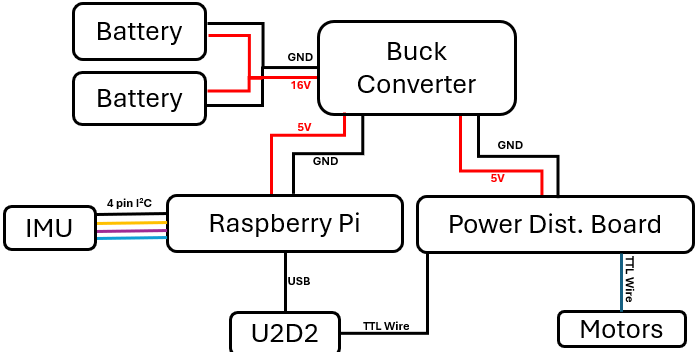 Battery
Battery
GND
16V
Buck
Converter
5V
GND
GND
5V
IMU
4 pin I²C
Raspberry Pi
Power Dist. Board
USB
TTL Wire
U2D2
TTL Wire
Motors